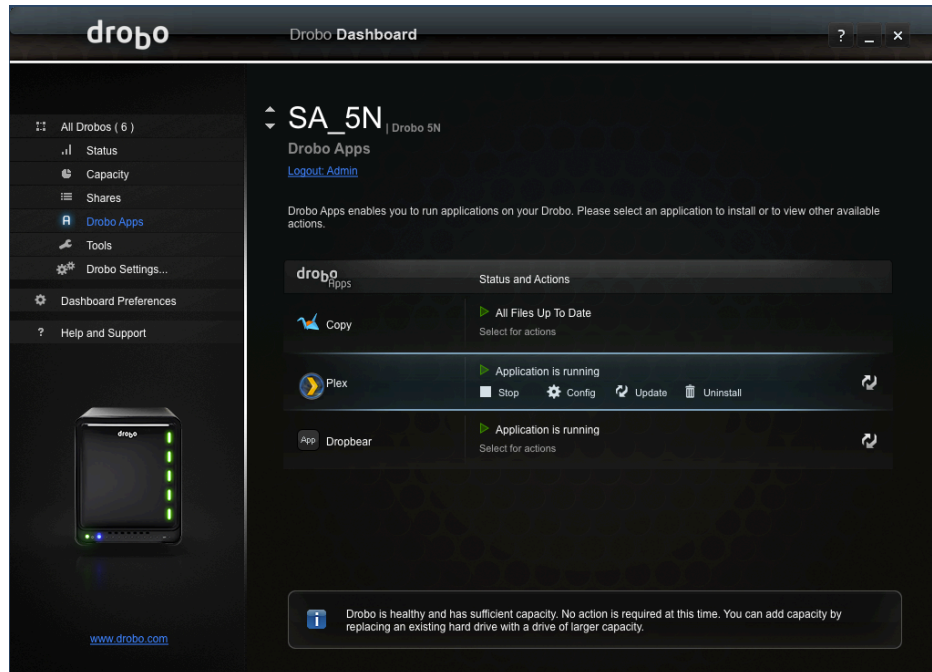 drobo
Drobo Dashboard
? _ ×
All Drobos ( 6 )
Status
Capacity
Shares
Drobo Apps
Tools
Drobo Settings...
Dashboard Preferences
? Help and Support
drobo
www.drobo.com
SA_5N | Drobo 5N
Drobo Apps
Logout: Admin
Drobo Apps enables you to run applications on your Drobo. Please select an application to install or to view other available
actions.
drobo Apps
Status and Actions
Copy
All Files Up To Date
Select for actions
Plex
Application is running
Stop Config Update Uninstall
App Dropbear
Application is running
Select for actions
i
Drobo is healthy and has sufficient capacity. No action is required at this time. You can add capacity by
replacing an existing hard drive with a drive of larger capacity.